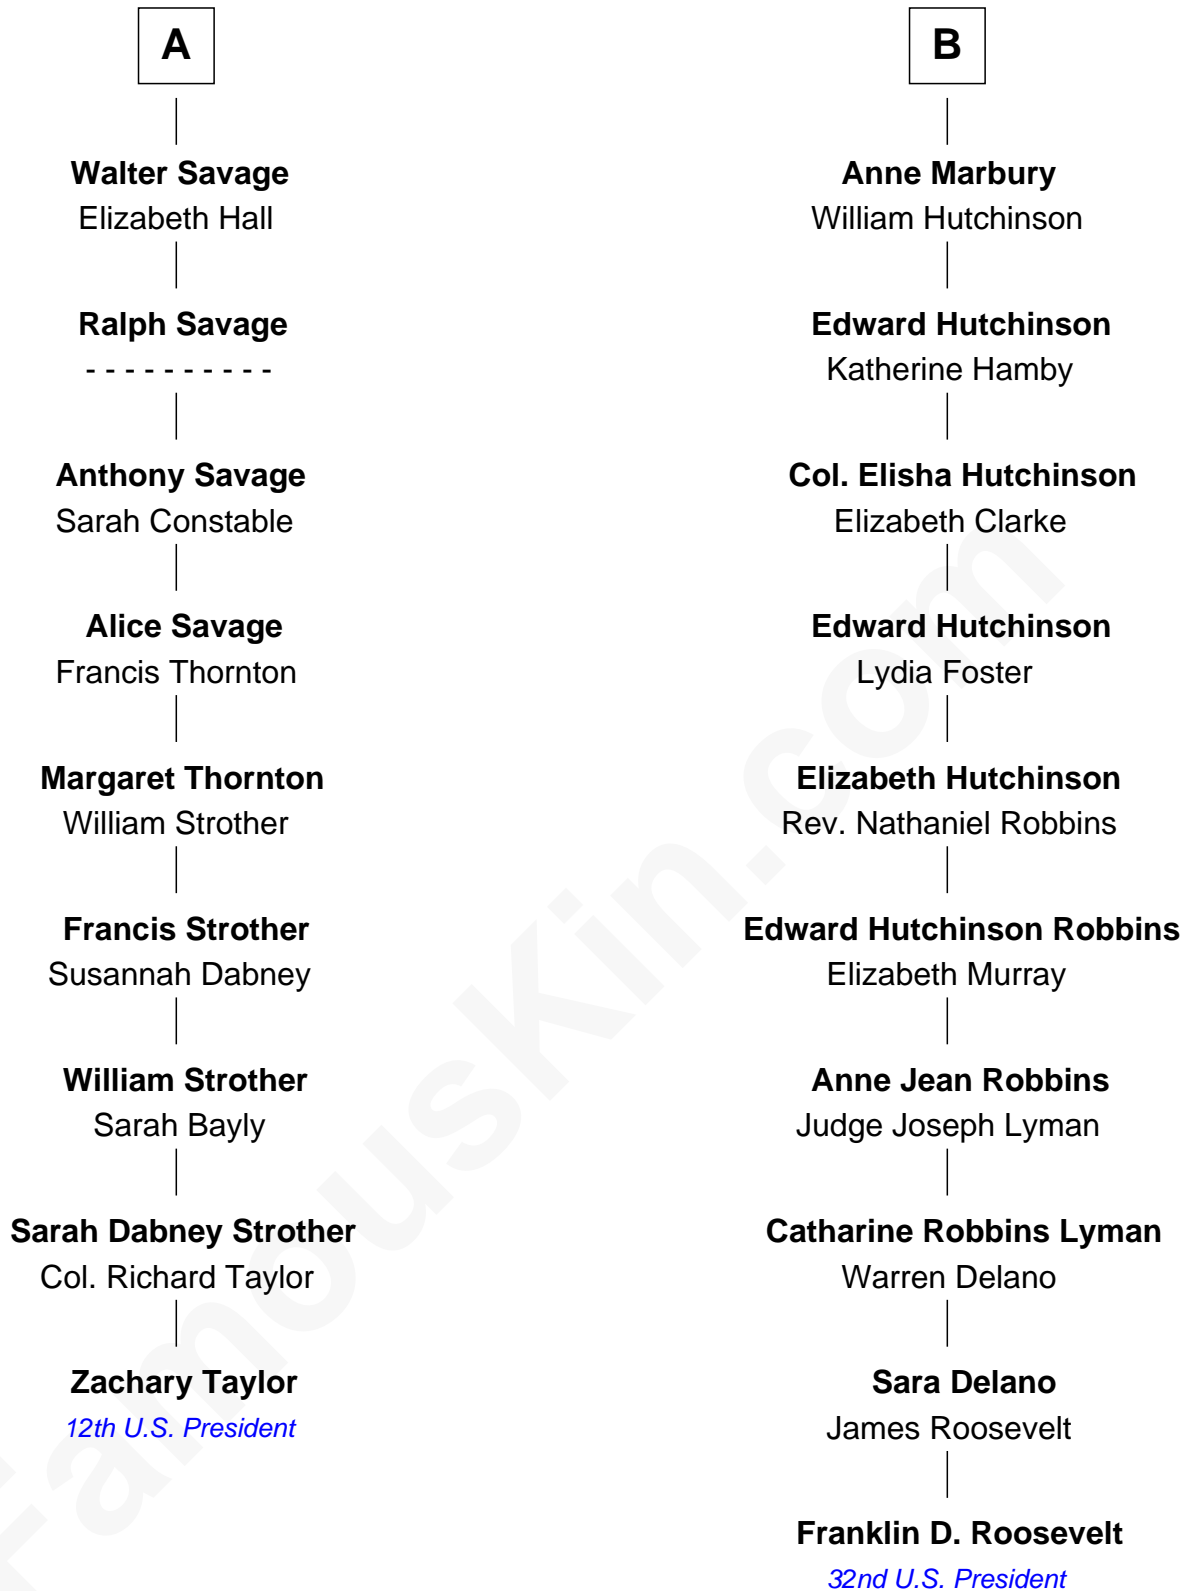 A
Walter Savage
Elizabeth Hall
Ralph Savage
- - - - - - - - - -
Anthony Savage
Sarah Constable
Alice Savage
Francis Thornton
Margaret Thornton
William Strother
Francis Strother
Susannah Dabney
William Strother
Sarah Bayly
Sarah Dabney Strother
Col. Richard Taylor
Zachary Taylor
12th U.S. President
B
Anne Marbury
William Hutchinson
Edward Hutchinson
Katherine Hamby
Col. Elisha Hutchinson
Elizabeth Clarke
Edward Hutchinson
Lydia Foster
Elizabeth Hutchinson
Rev. Nathaniel Robbins
Edward Hutchinson Robbins
Elizabeth Murray
Anne Jean Robbins
Judge Joseph Lyman
Catharine Robbins Lyman
Warren Delano
Sara Delano
James Roosevelt
Franklin D. Roosevelt
32nd U.S. President
FamousKin.com